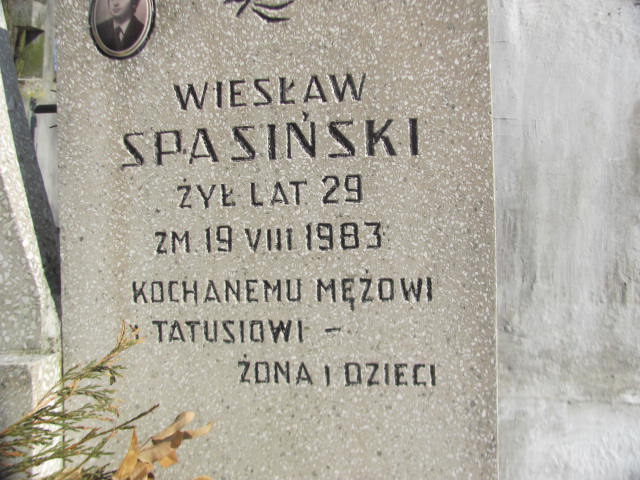 WIESŁAW
SPASIŃSKI
ŻYŁ LAT 29
ZM 19 VIII 1983
KOCHANEMU MĘŻOWI
I TATUSIOWI –
ŻONA I DZIECI